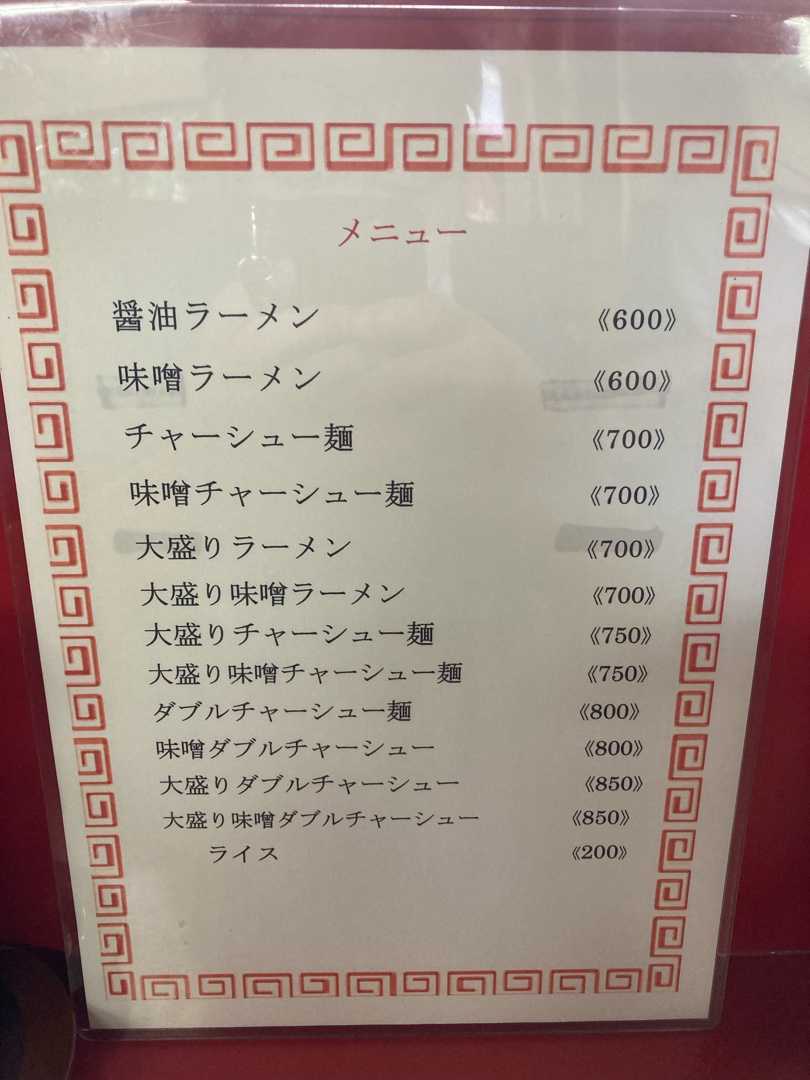 メニュー
醤油ラーメン 《600》
味噌ラーメン 《600》
チャーシュー麺 《700》
味噌チャーシュー麺 《700》
大盛りラーメン 《700》
大盛り味噌ラーメン 《700》
大盛りチャーシュー麺 《750》
大盛り味噌チャーシュー麺 《750》
ダブルチャーシュー麺 《800》
味噌ダブルチャーシュー 《800》
大盛りダブルチャーシュー 《850》
大盛り味噌ダブルチャーシュー 《850》
ライス 《200》